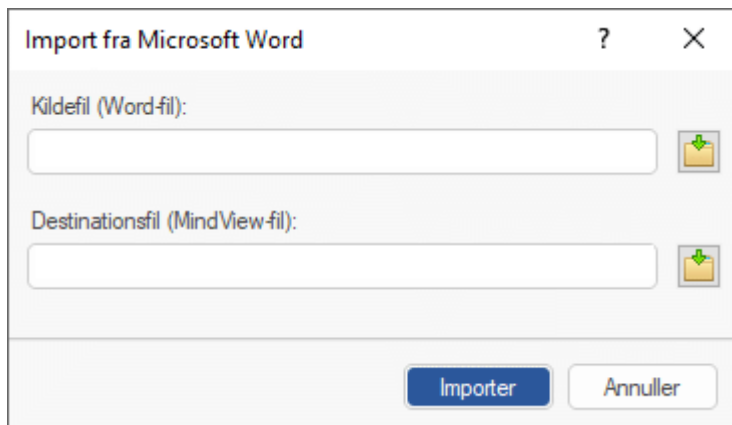 Import fra Microsoft Word ?
Kildefil (Word-fil):
Destinationsfil (MindView-fil):
Importer Annuller